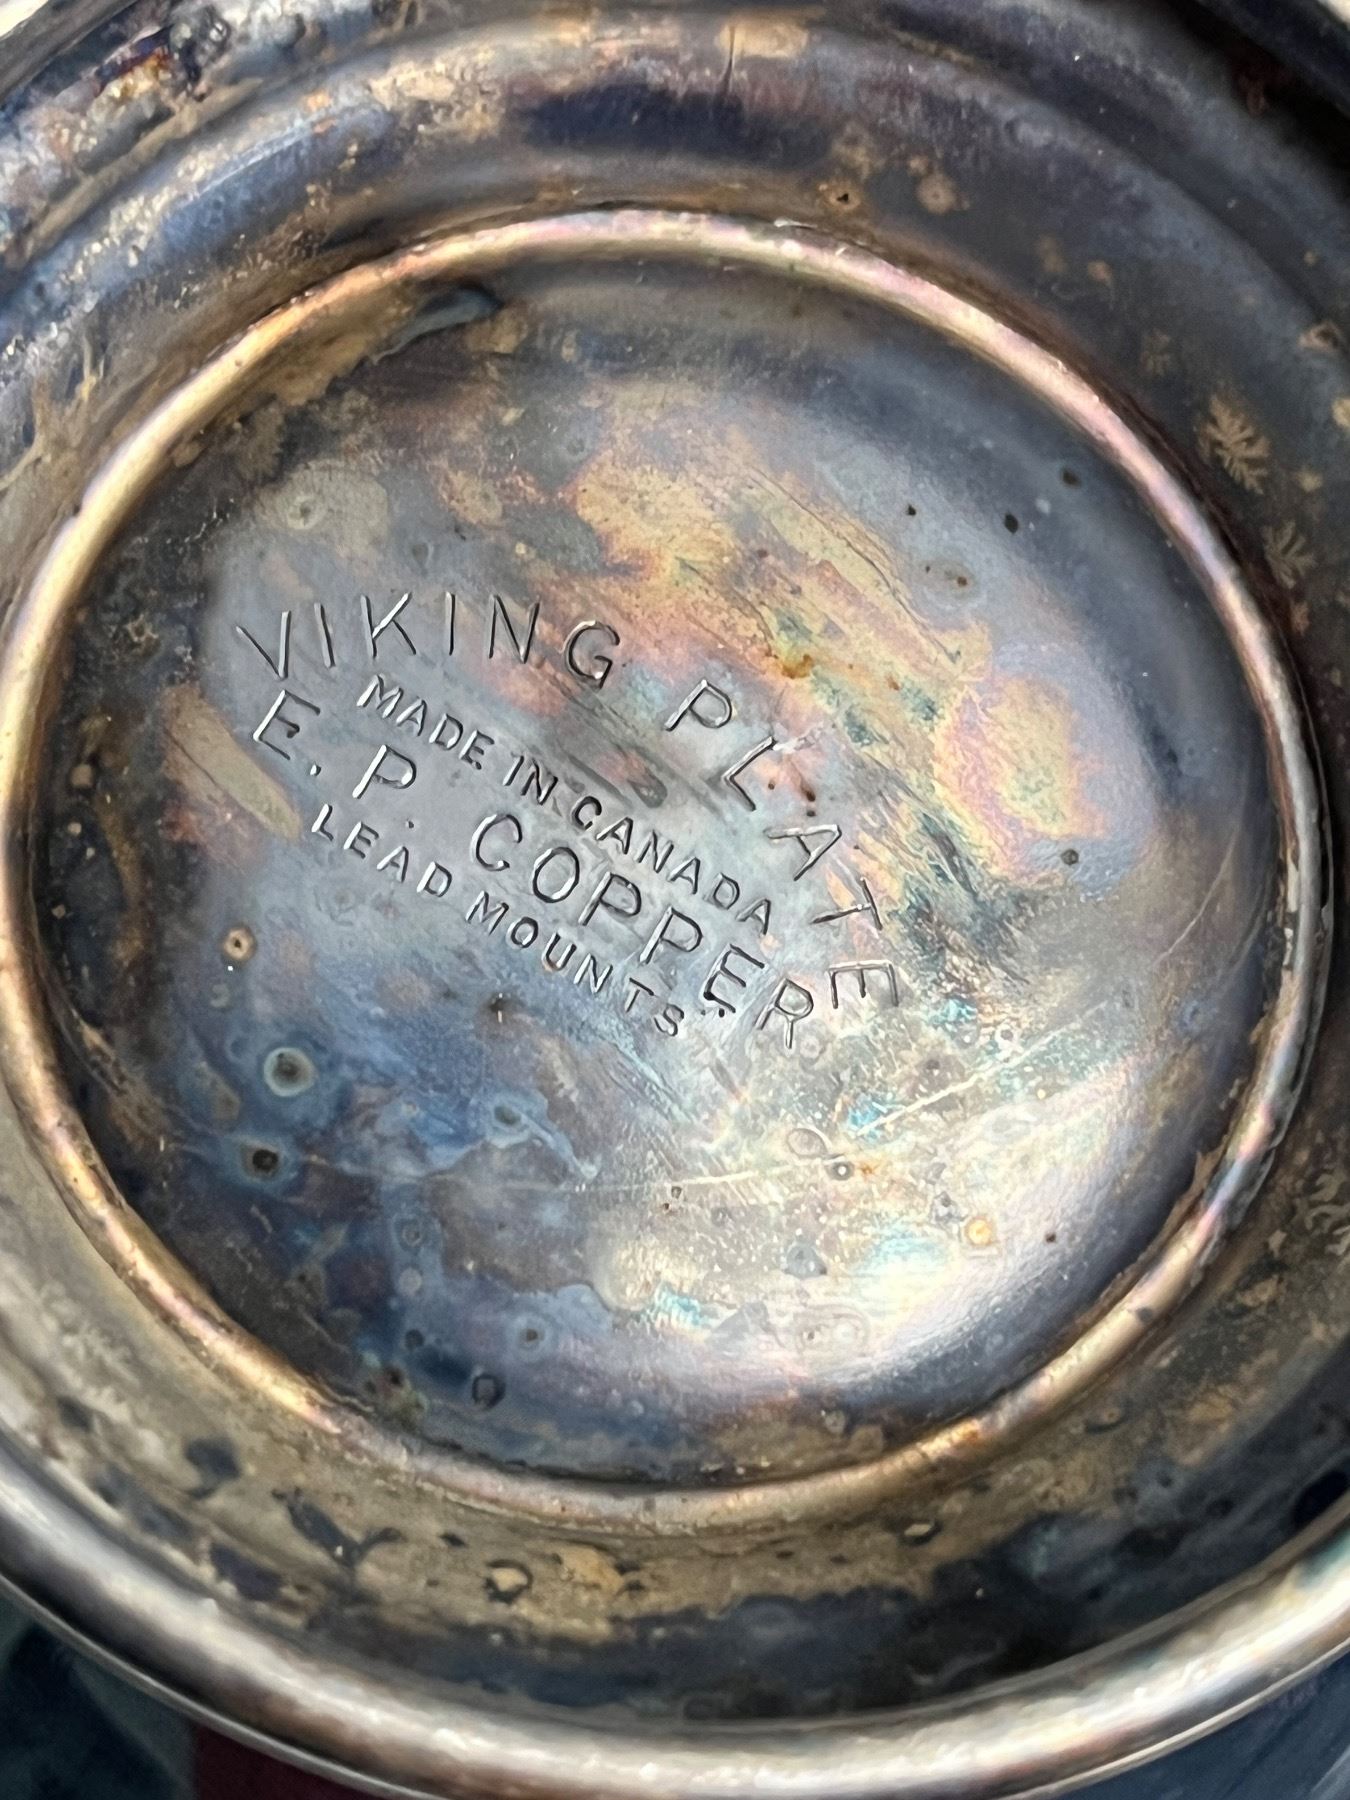 VIKING PLATE
MADE IN CANADA
E. P. COPPER
LEAD MOUNTS